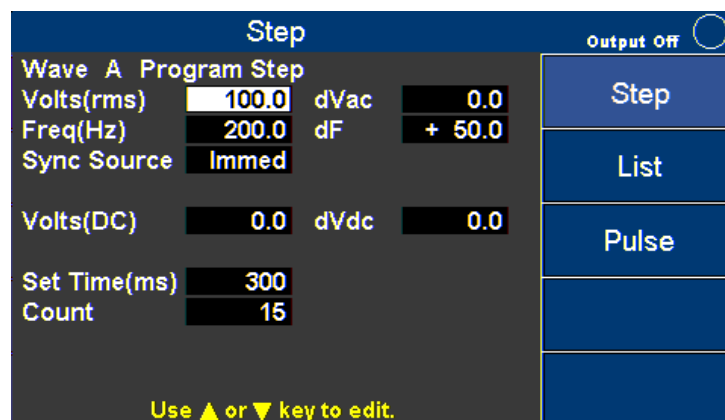 Step
Output Off
Wave A Program Step
Volts(rms) 100.0 dVac 0.0
Freq(Hz) 200.0 dF + 50.0
Sync Source Immed
Volts(DC) 0.0 dVdc 0.0
Set Time(ms) 300
Count 15
Use ▲ or ▼ key to edit.
Step
List
Pulse